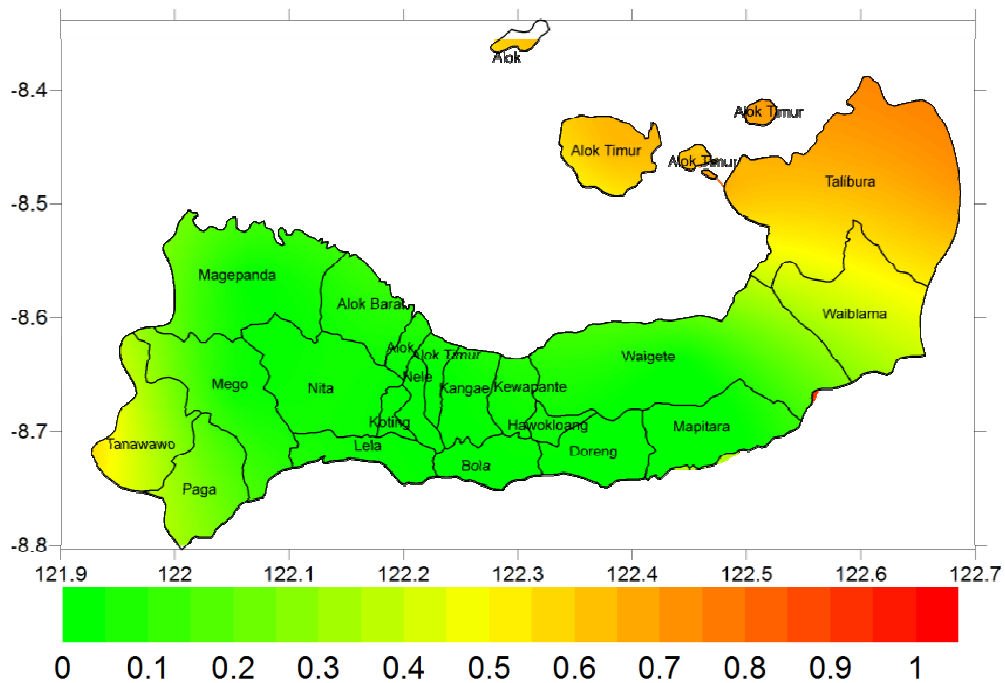 Alok
-8.4
Alok Timur
Alok Timur
Alok Timur
Talibura
-8.5
Magepanda
Alok Barat
-8.6
Waiblama
Alok
Alok Timur
Waigete
Nele
Mego
Nita
Kangae
Kewapante
Koting
Hawokloang
Mapitara
-8.7
Tanawawo
Lela
Doreng
Bola
Paga
-8.8
121.9 122 122.1 122.2 122.3 122.4 122.5 122.6 122.7
0 0.1 0.2 0.3 0.4 0.5 0.6 0.7 0.8 0.9 1